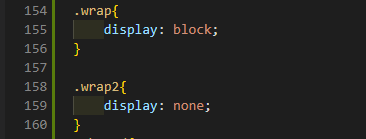 154 .wrap{
155 display: block;
156 }
157
158 .wrap2{
159 display: none;
160 }